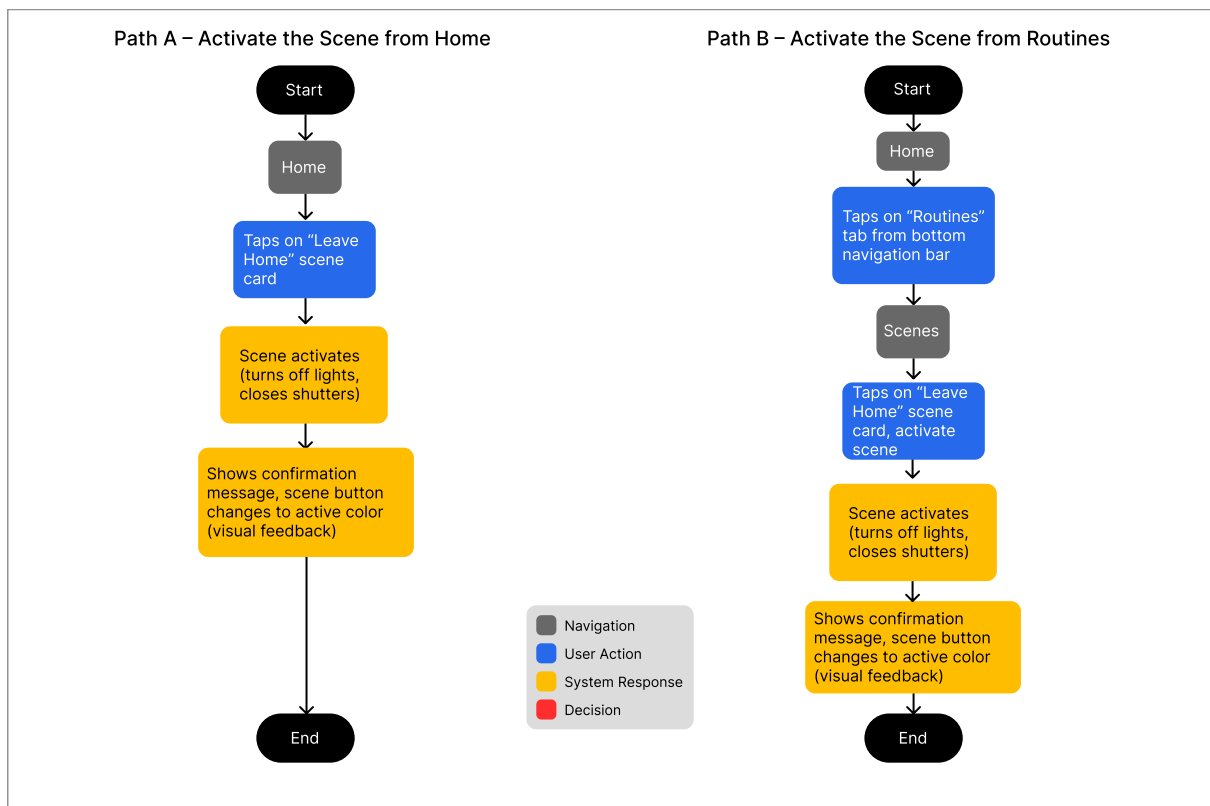 Path A – Activate the Scene from Home
Start
Home
Taps on “Leave
Home” scene
card
Scene activates
(turns off lights,
closes shutters)
Shows confirmation
message, scene button
changes to active color
(visual feedback)
End
Navigation
User Action
System Response
Decision
Path B – Activate the Scene from Routines
Start
Home
Taps on “Routines”
tab from bottom
navigation bar
Scenes
Taps on “Leave
Home” scene
card, activate
scene
Scene activates
(turns off lights,
closes shutters)
Shows confirmation
message, scene button
changes to active color
(visual feedback)
End